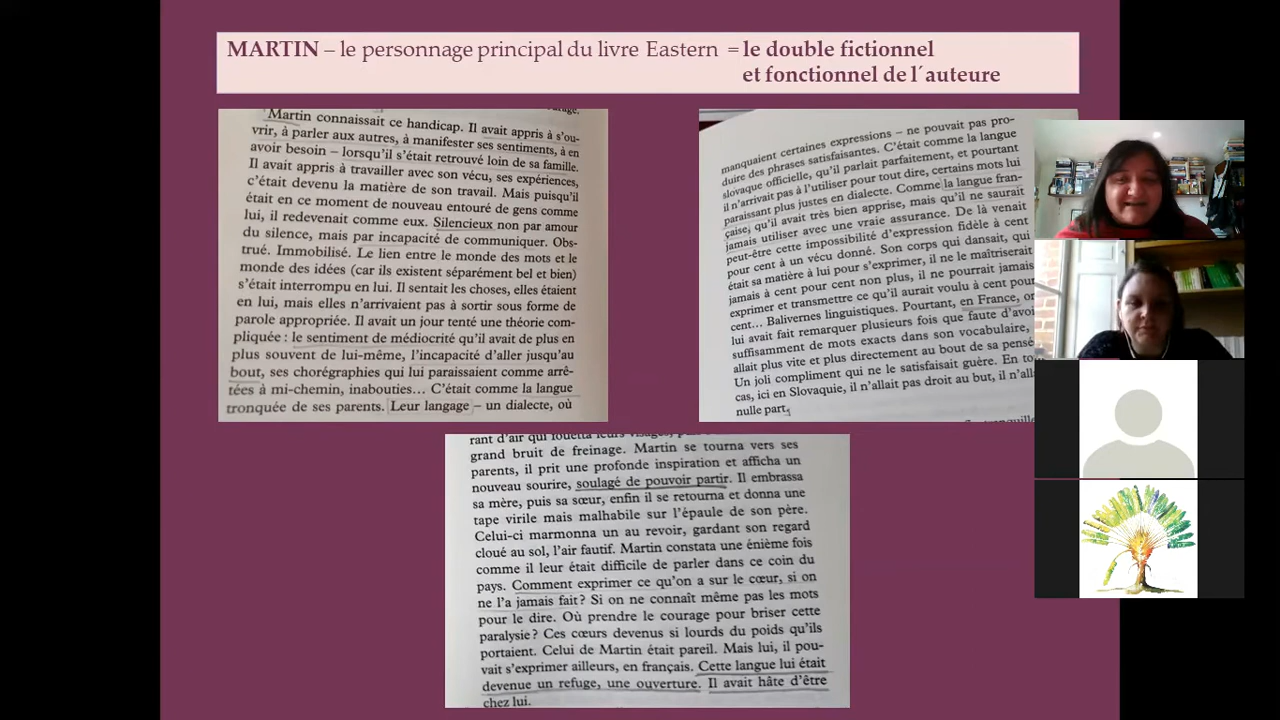 MARTIN – le personnage principal du livre Eastern = le double fictionnel
et fonctionnel de l´auteure
Martin connaissait ce handicap. Il avait appris à s'ou-
vrir, à parler aux autres, à manifester ses sentiments, à en
avoir besoin – lorsqu'il s'était retrouvé loin de sa famille.
Il avait appris à travailler avec son vécu, ses expériences,
c'était devenu la matière de son travail. Mais puisqu'il
était en ce moment de nouveau entouré de gens comme
lui, il redevenait comme eux. Silencieux non par amour
du silence, mais par incapacité de communiquer. Obs-
trué. Immobilisé. Le lien entre le monde des mots et le
monde des idées (car ils existent séparément bel et bien)
s'était interrompu en lui. Il sentait les choses, elles étaient
en lui, mais elles n'arrivaient pas à sortir sous forme de
parole appropriée. Il avait un jour tenté une théorie com-
pliquée : le sentiment de médiocrité qu'il avait de plus en
plus souvent de lui-même, l'incapacité d'aller jusqu'au
bout, ses chorégraphies qui lui paraissaient comme arrê-
tées à mi-chemin, inabouties… C'était comme la langue
tronquée de ses parents. Leur langage – un dialecte, où
manquaient certaines expressions – ne pouvait pas pro-
duire des phrases satisfaisantes. C'était comme la langue
slovaque officielle, qu'il parlait parfaitement, et pourtant
il n'arrivait pas à l'utiliser pour tout dire, certains mots lui
paraissant plus justes en dialecte. Comme la langue fran-
çaise, qu'il avait très bien apprise, mais qu'il ne saurait
jamais utiliser avec une vraie assurance. De là venait
peut-être cette impossibilité d'expression fidèle à cent
pour cent à un vécu donné. Son corps qui dansait, qui
était sa matière à lui pour s'exprimer, il ne le maîtriserait
jamais à cent pour cent non plus, il ne pourrait jamais
exprimer et transmettre ce qu'il aurait voulu à cent pour
cent… Balivernes linguistiques. Pourtant, en France, on
lui avait fait remarquer plusieurs fois que faute d'avoi
suffisamment de mots exacts dans son vocabulaire,
allait plus vite et plus directement au bout de sa pensé
Un joli compliment qui ne le satisfaisait guère. En to
cas, ici en Slovaquie, il n'allait pas droit au but, il n'all
nulle part.
rant d'air qui fouetta leurs visages,
grand bruit de freinage. Martin se tourna vers ses
parents, il prit une profonde inspiration et afficha un
nouveau sourire, soulagé de pouvoir partir. Il embrassa
sa mère, puis sa sœur, enfin il se retourna et donna une
tape virile mais malhabile sur l'épaule de son père.
Celui-ci marmonna un au revoir, gardant son regard
cloué au sol, l'air fautif. Martin constata une énième fois
comme il leur était difficile de parler dans ce coin du
pays. Comment exprimer ce qu'on a sur le cœur, si on
ne l'a jamais fait ? Si on ne connaît même pas les mots
pour le dire. Où prendre le courage pour briser cette
paralysie ? Ces cœurs devenus si lourds du poids qu'ils
portaient. Celui de Martin était pareil. Mais lui, il pou-
vait s'exprimer ailleurs, en français. Cette langue lui était
devenue un refuge, une ouverture. Il avait hâte d'être
chez lui.